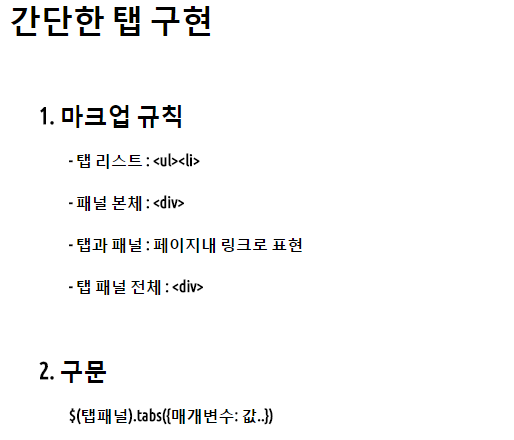 간단한 탭 구현
1. 마크업 규칙
- 탭 리스트 : <ul><li>
- 패널 본체 : <div>
- 탭과 패널 : 페이지내 링크로 표현
- 탭 패널 전체 : <div>
2. 구문
$(탭패널).tabs({매개변수: 값..})